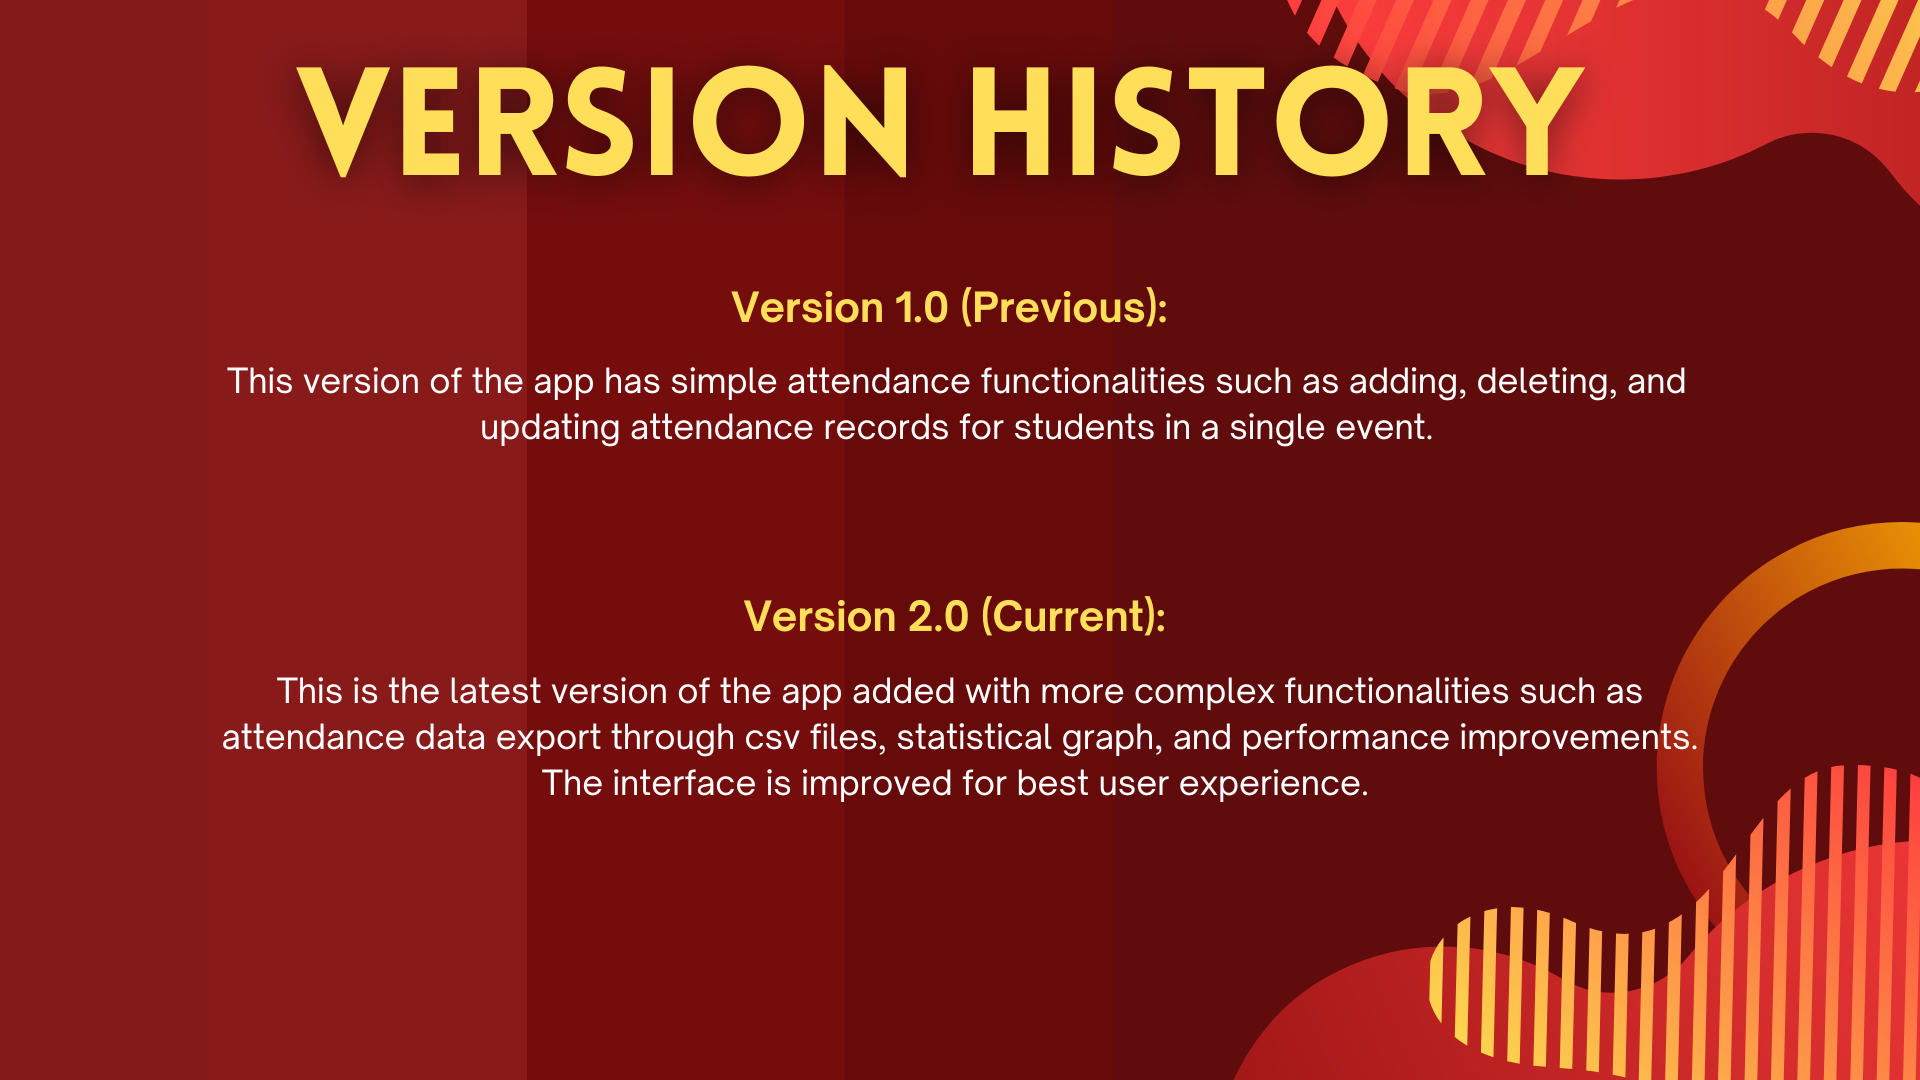 VERSION HISTORY
Version 1.0 (Previous):
This version of the app has simple attendance functionalities such as adding, deleting, and
updating attendance records for students in a single event.
Version 2.0 (Current):
This is the latest version of the app added with more complex functionalities such as
attendance data export through csv files, statistical graph, and performance improvements.
The interface is improved for best user experience.